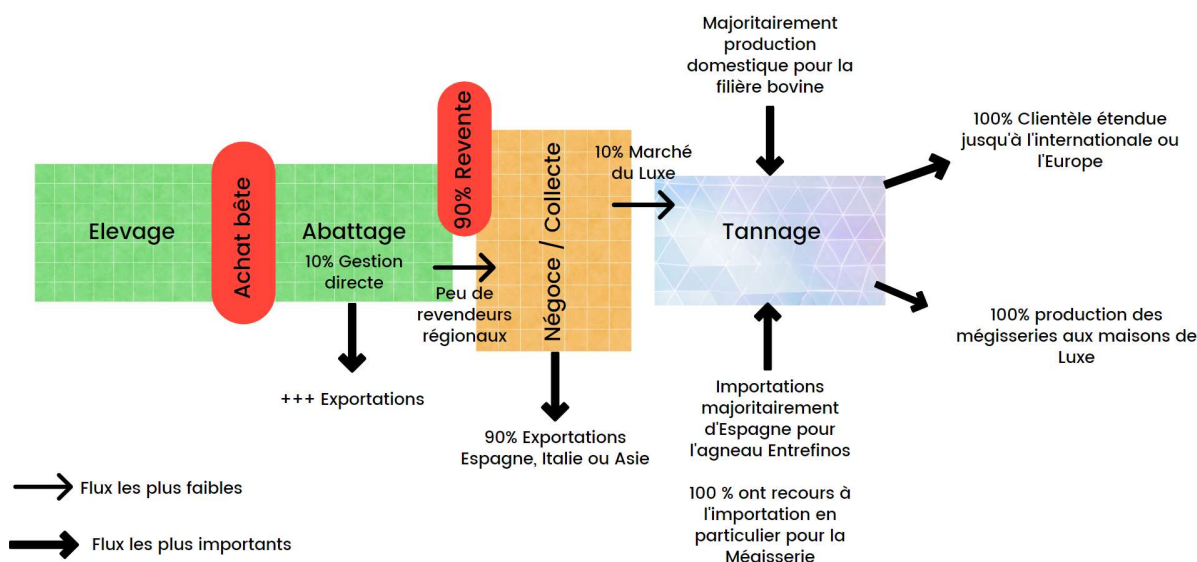 Majoritairement
production
domestique pour la
filière bovine
100% Clientèle étendue
jusqu'à l'internationale ou
l'Europe
Elevage
Achat bête
Abattage
10% Gestion
directe
90% Revente
Peu de
revendeurs
régionaux
Négoce / Collecte
10% Marché
du Luxe
Tannage
100% production des
mégisseries aux maisons de
Luxe
+++ Exportations
90% Exportations
Espagne, Italie ou Asie
Importations
majoritairement
d'Espagne pour
l'agneau Entrefinos
100 % ont recours à
l'importation en
particulier pour la
Mégisserie
Flux les plus faibles
Flux les plus importants